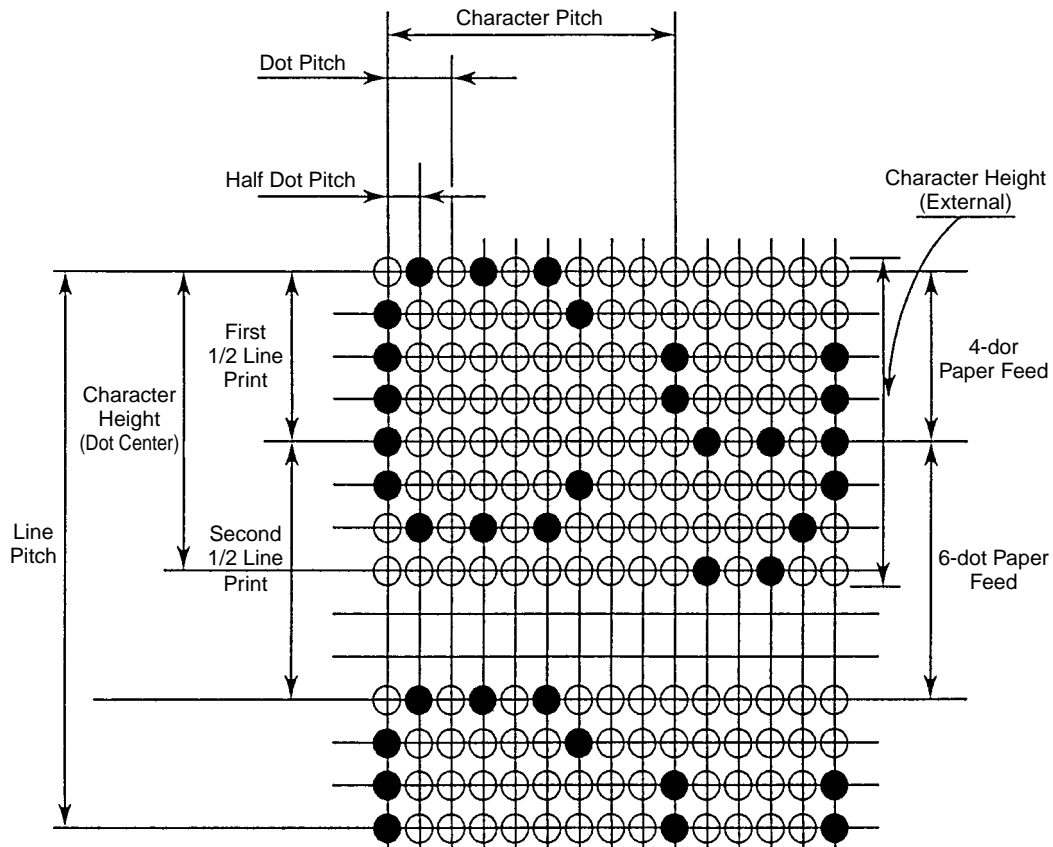 Character Pitch
Dot Pitch
Half Dot Pitch
Character Height
(External)
First
1/2 Line
Print
4-dor
Paper Feed
Character
Height
(Dot Center)
Line
Pitch
Second
1/2 Line
Print
6-dot Paper
Feed